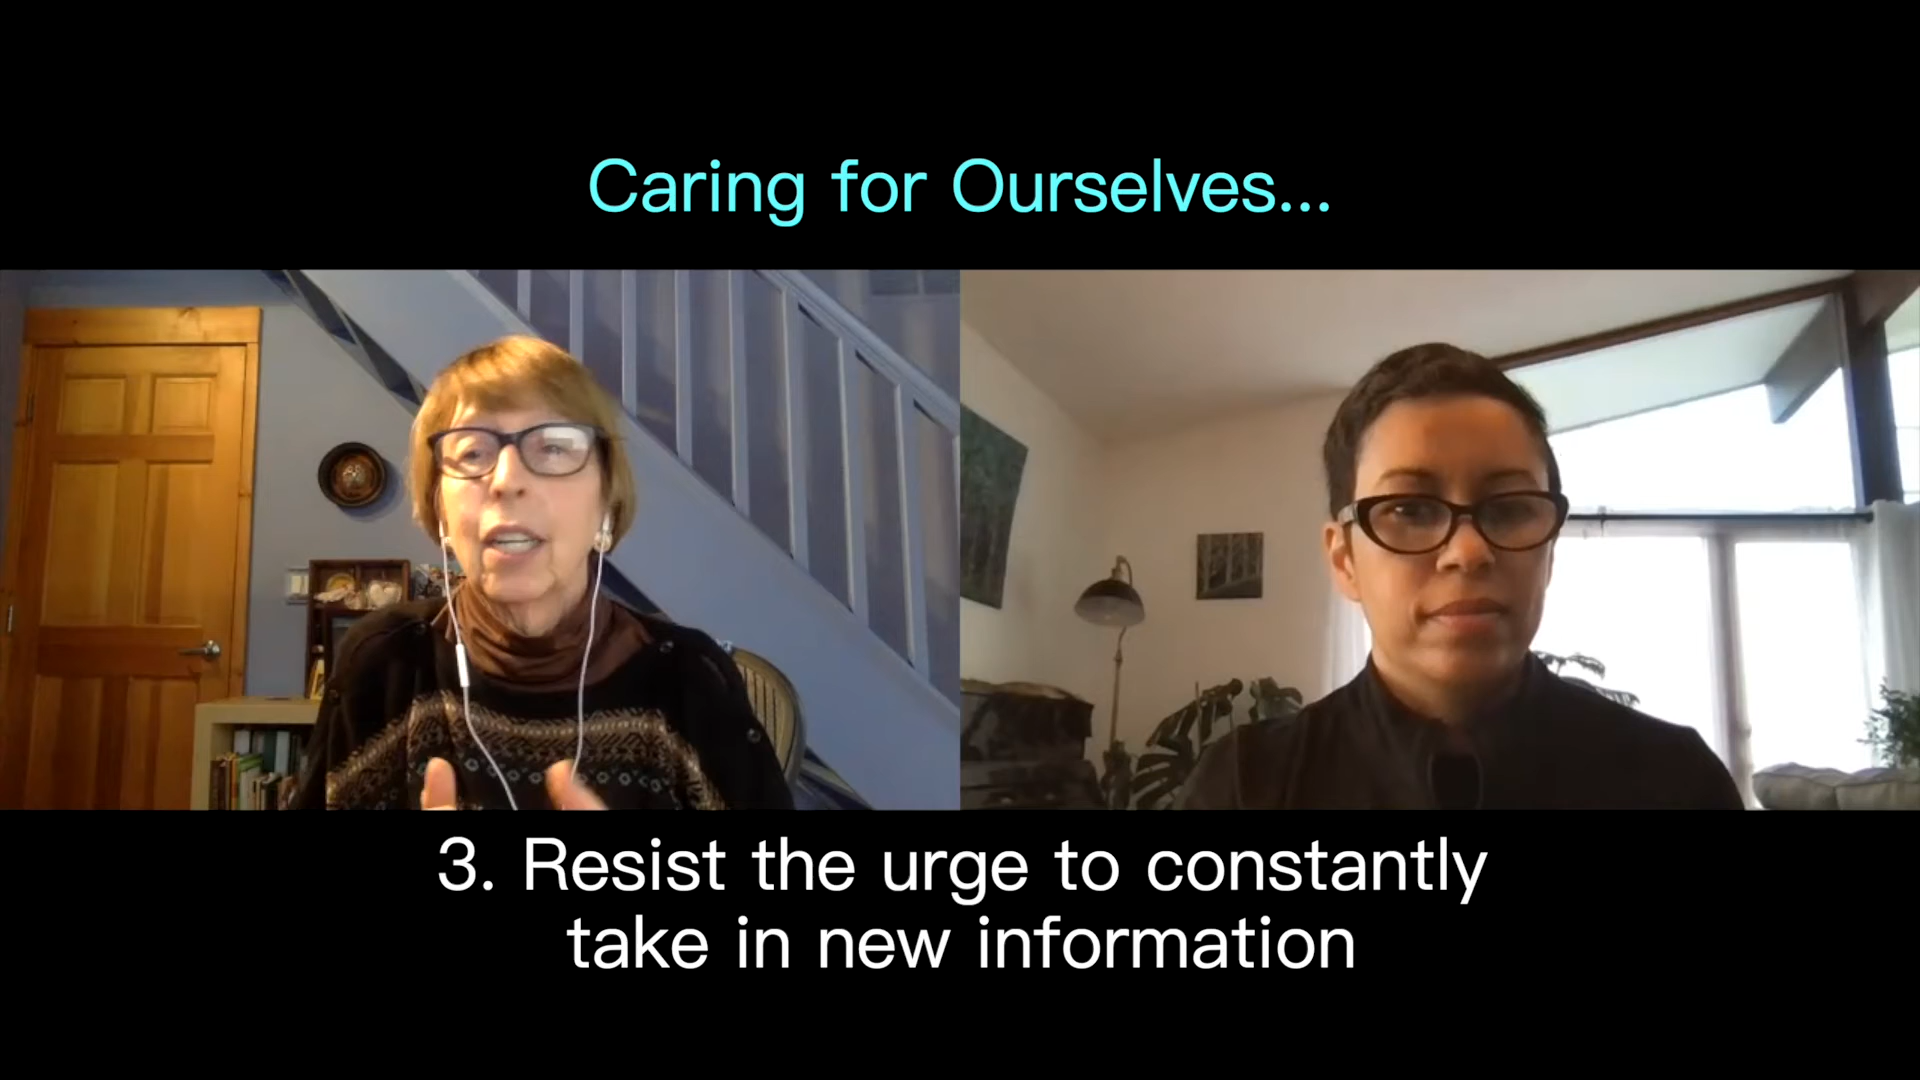 Caring for Ourselves...
3. Resist the urge to constantly
take in new information